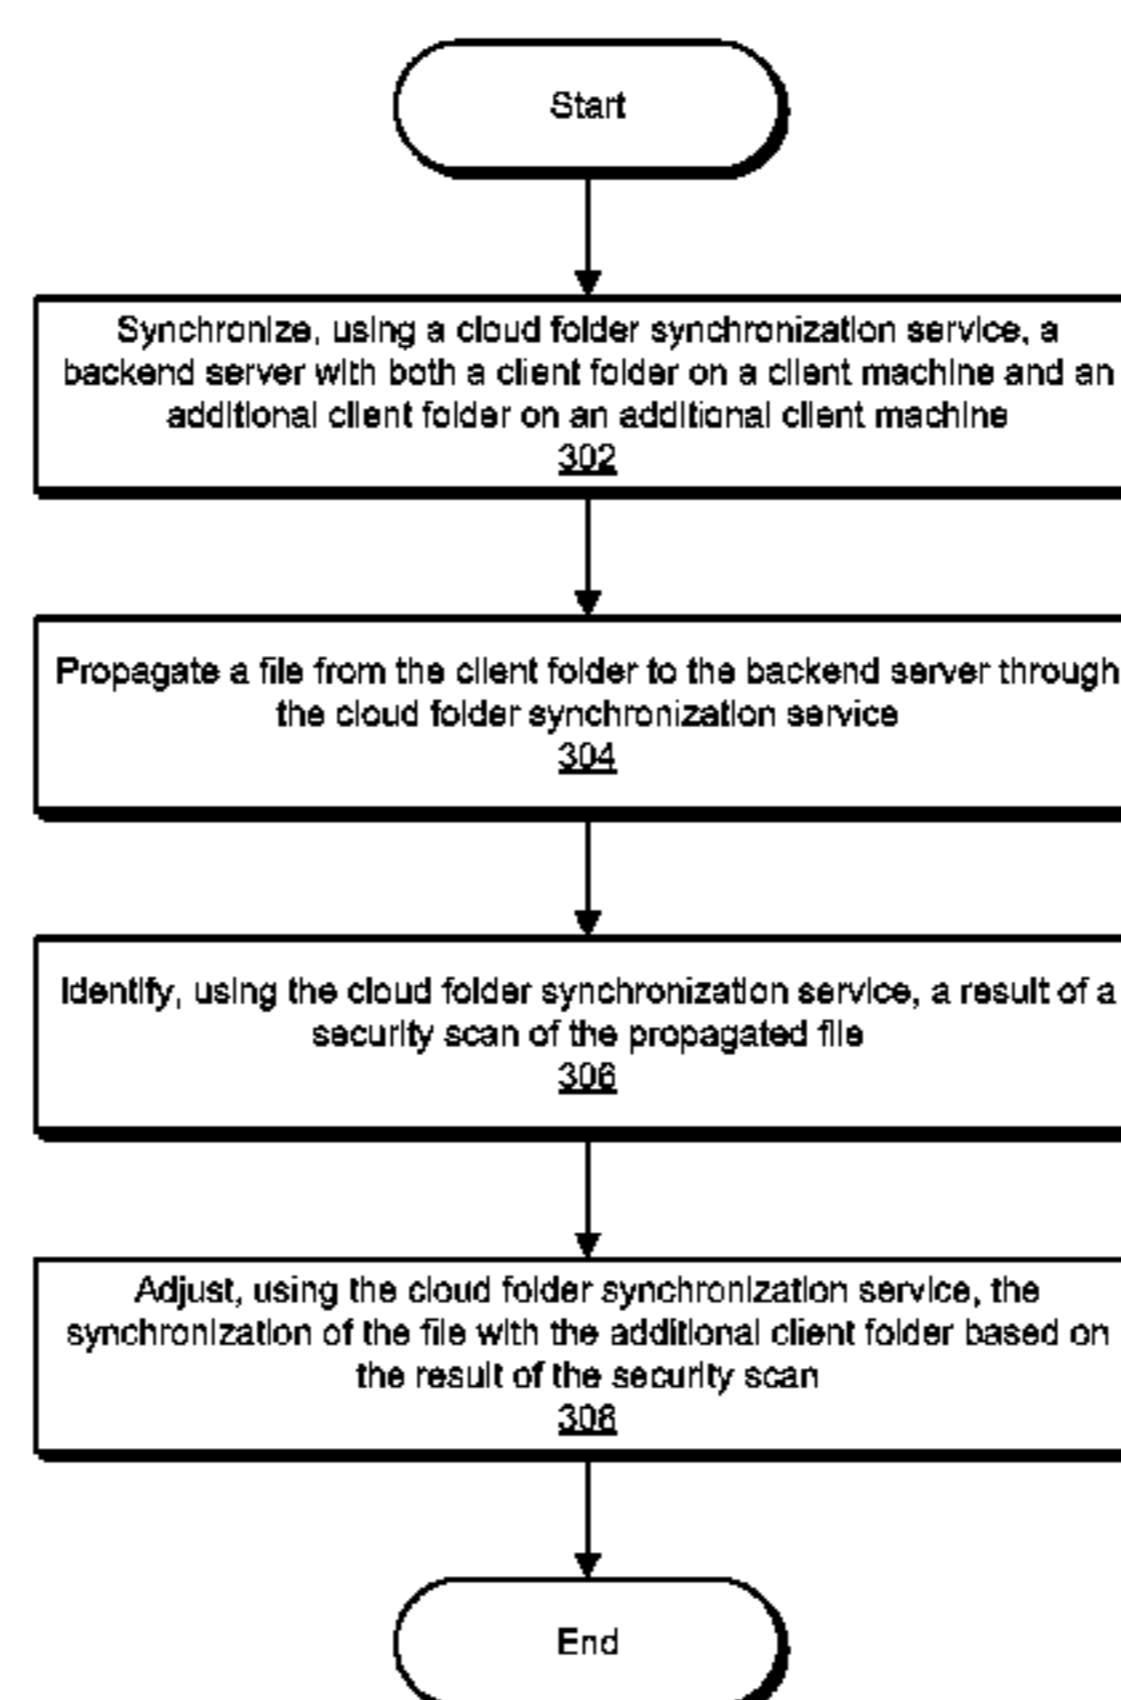 Start
Synchronize, using a cloud folder synchronization service, a
backend server with both a client folder on a client machine and an
additional client folder on an additional client machine
302
Propagate a file from the client folder to the backend server through
the cloud folder synchronization service
304
Identify, using the cloud folder synchronization service, a result of a
security scan of the propagated file
306
Adjust, using the cloud folder synchronization service, the
synchronization of the file with the additional client folder based on
the result of the security scan
308
End